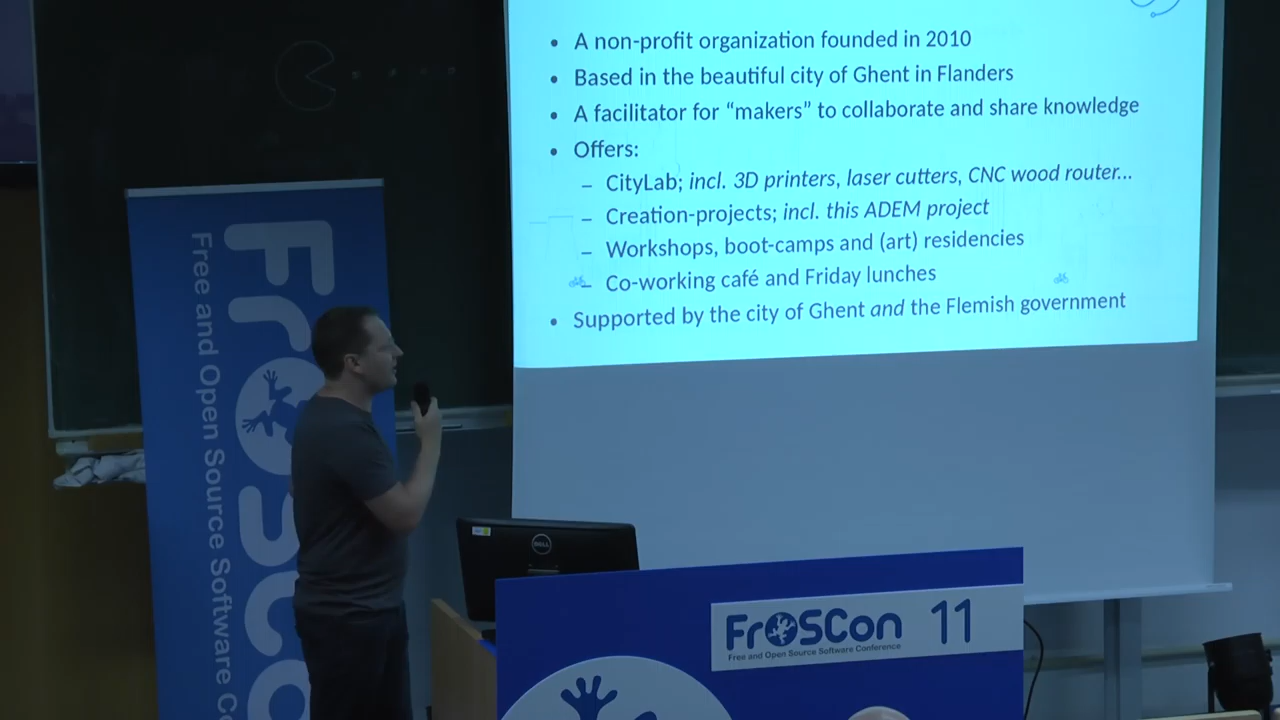 • A non-profit organization founded in 2010
• Based in the beautiful city of Ghent in Flanders
• A facilitator for “makers” to collaborate and share knowledge
• Offers:
– CityLab; incl. 3D printers, laser cutters, CNC wood router...
– Creation-projects; incl. this ADEM project
– Workshops, boot-camps and (art) residencies
– Co-working café and Friday lunches
• Supported by the city of Ghent and the Flemish government
FrOSCo
Free and Open Source Software Co
DELL
FrOSCon 11
Free and Open Source Software Conference